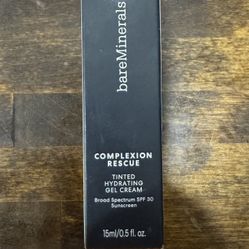 bareMinerals
COMPLEXION
RESCUE
TINTED
HYDRATING
GEL CREAM
Broad Spectrum SPF 30
Sunscreen
15ml/0.5 fl. oz.